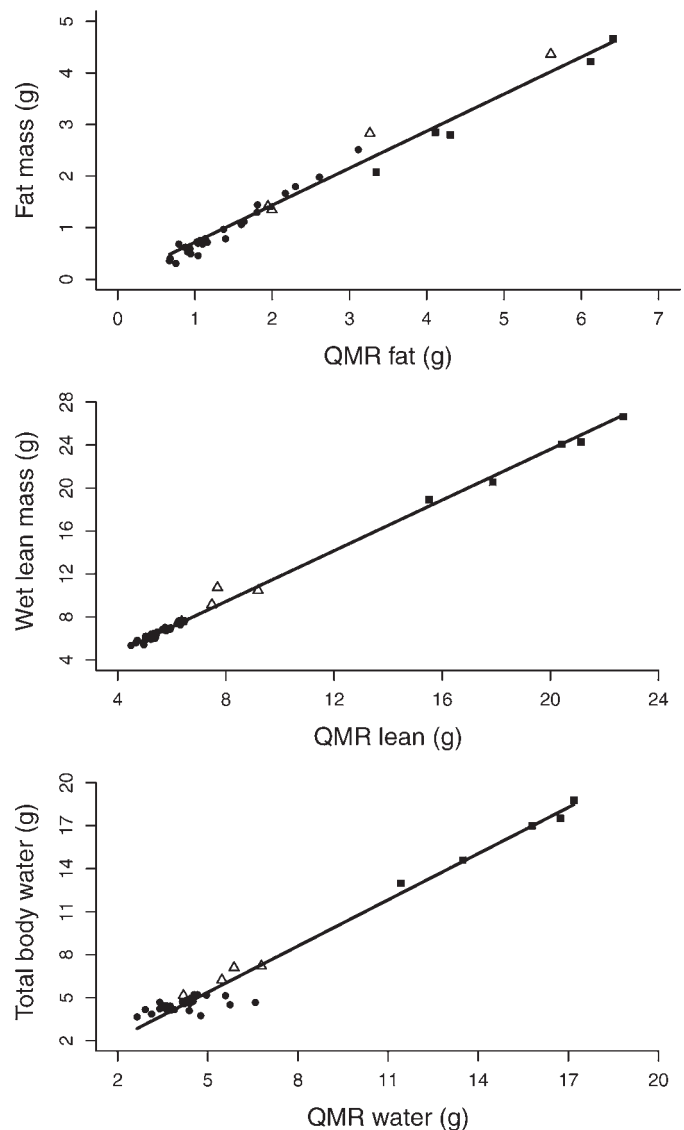 Fat mass (g)
5
4
3
2
1
0
0 1 2 3 4 5 6 7
QMR fat (g)
Wet lean mass (g)
28
24
20
16
12
8
4
4 8 12 16 20 24
QMR lean (g)
Total body water (g)
20
17
14
11
8
5
2
2 5 8 11 14 17 20
QMR water (g)